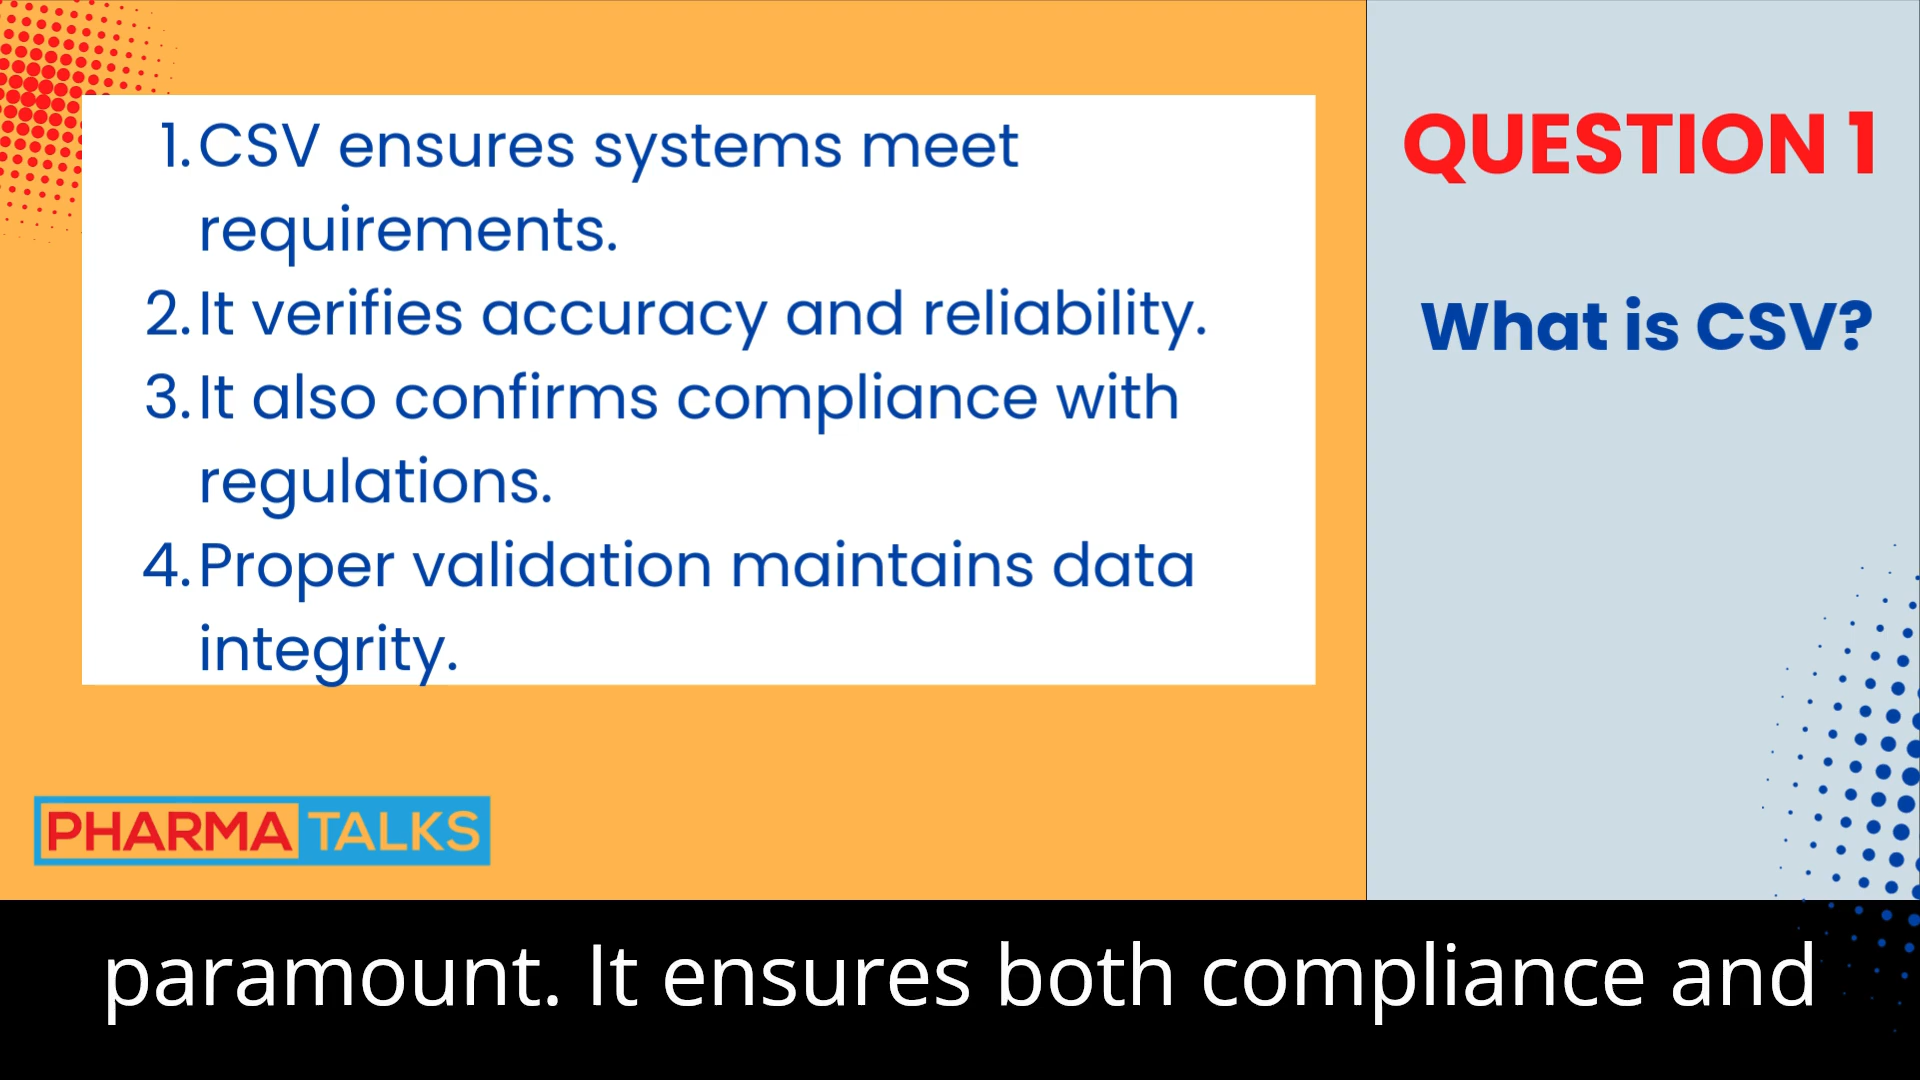 1. CSV ensures systems meet
requirements.
2. It verifies accuracy and reliability.
3. It also confirms compliance with
regulations.
4. Proper validation maintains data
integrity.
QUESTION 1
What is CSV?
PHARMA TALKS
paramount. It ensures both compliance and